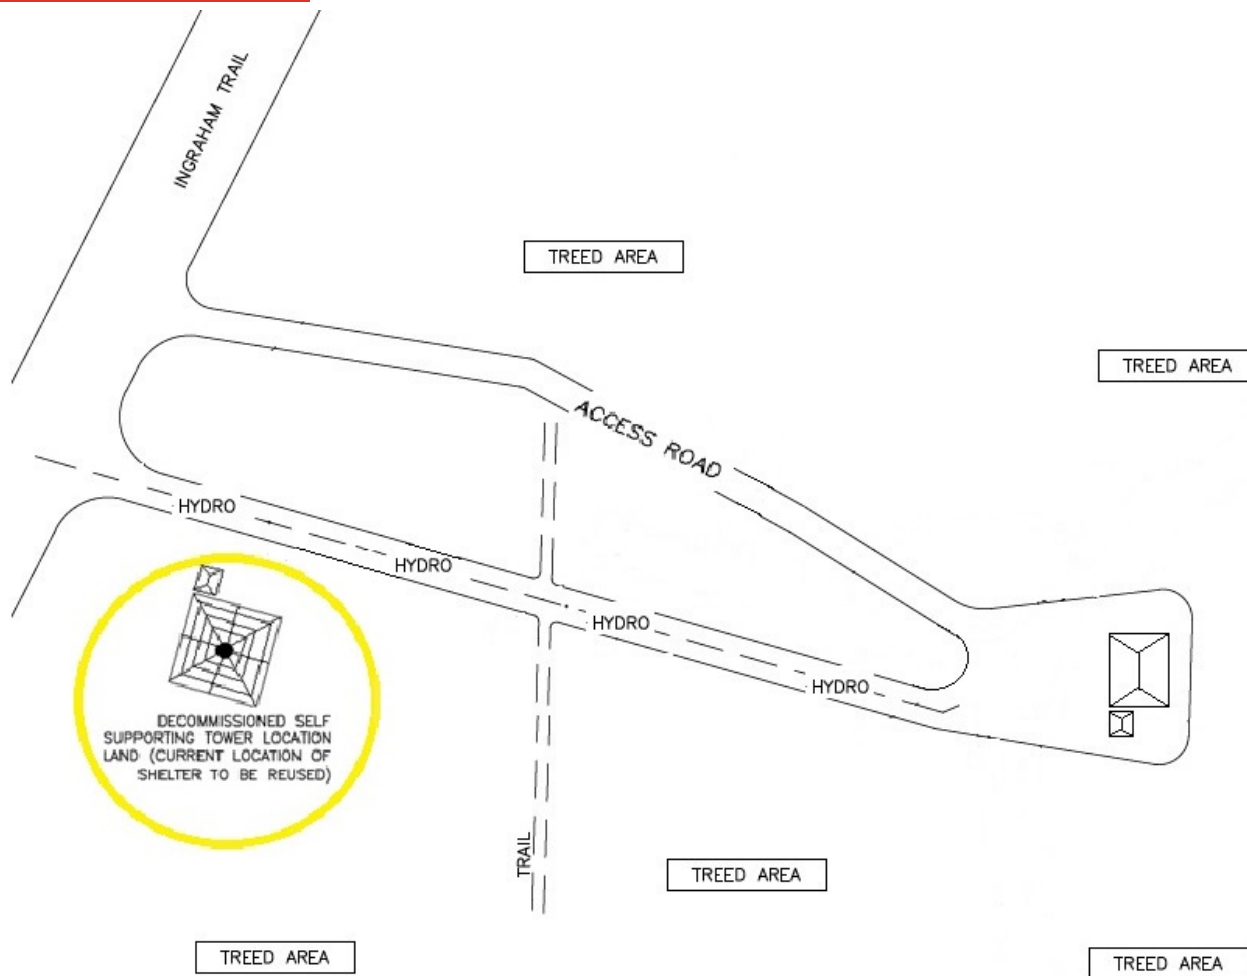 INGRAHAM TRAIL
TREED AREA
TREED AREA
ACCESS ROAD
HYDRO
HYDRO
HYDRO
HYDRO
DECOMMISSIONED SELF
SUPPORTING TOWER LOCATION
LAND (CURRENT LOCATION OF
SHELTER TO BE REUSED)
TRAIL
TREED AREA
TREED AREA
TREED AREA